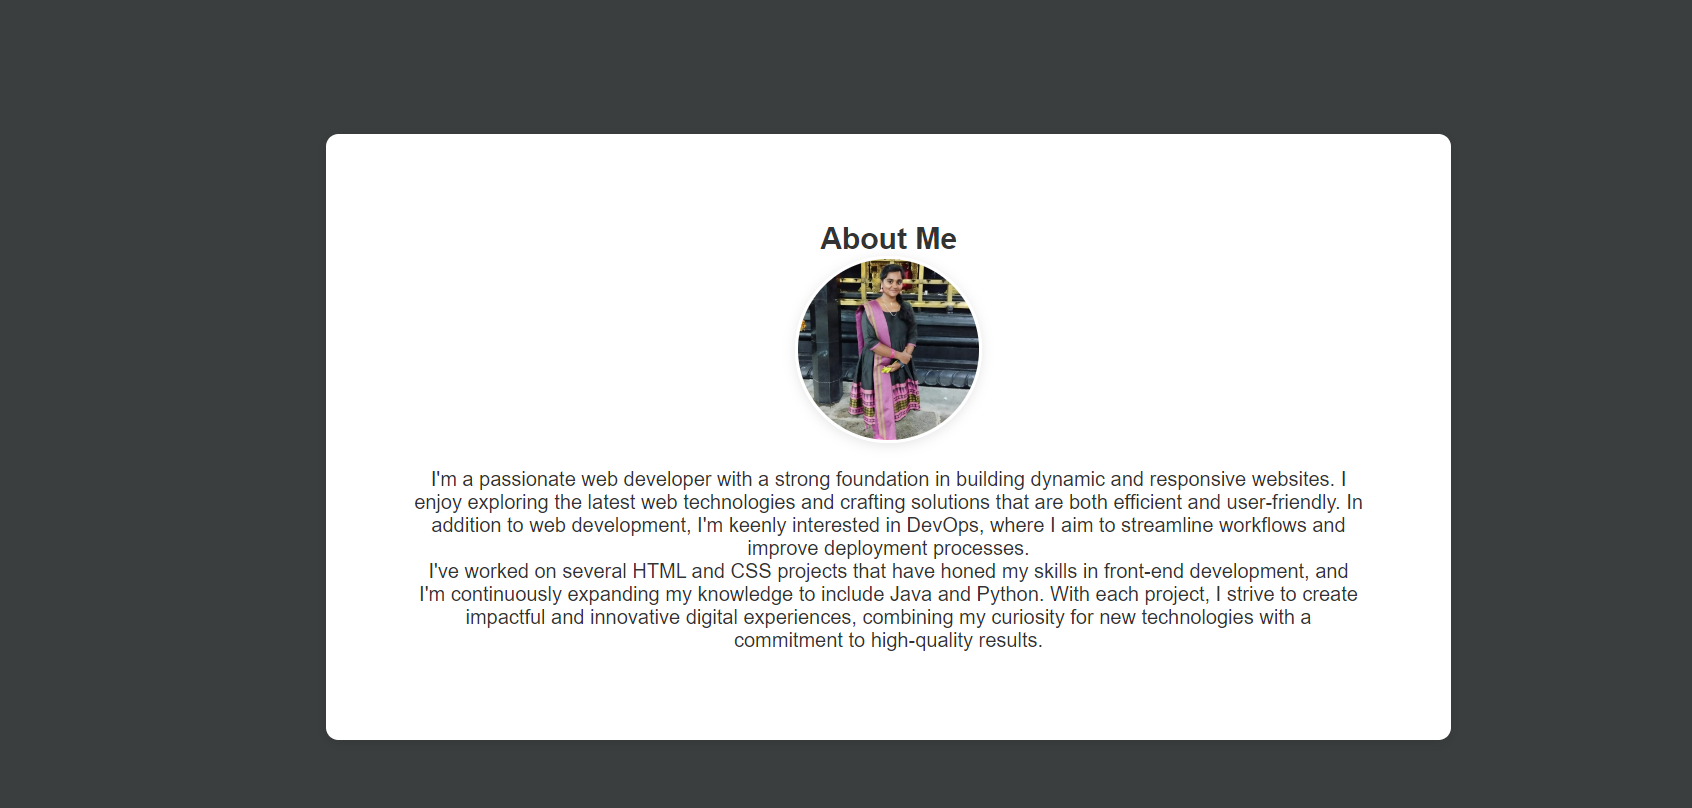 About Me
I'm a passionate web developer with a strong foundation in building dynamic and responsive websites. I
enjoy exploring the latest web technologies and crafting solutions that are both efficient and user-friendly. In
addition to web development, I'm keenly interested in DevOps, where I aim to streamline workflows and
improve deployment processes.
I've worked on several HTML and CSS projects that have honed my skills in front-end development, and
I'm continuously expanding my knowledge to include Java and Python. With each project, I strive to create
impactful and innovative digital experiences, combining my curiosity for new technologies with a
commitment to high-quality results.